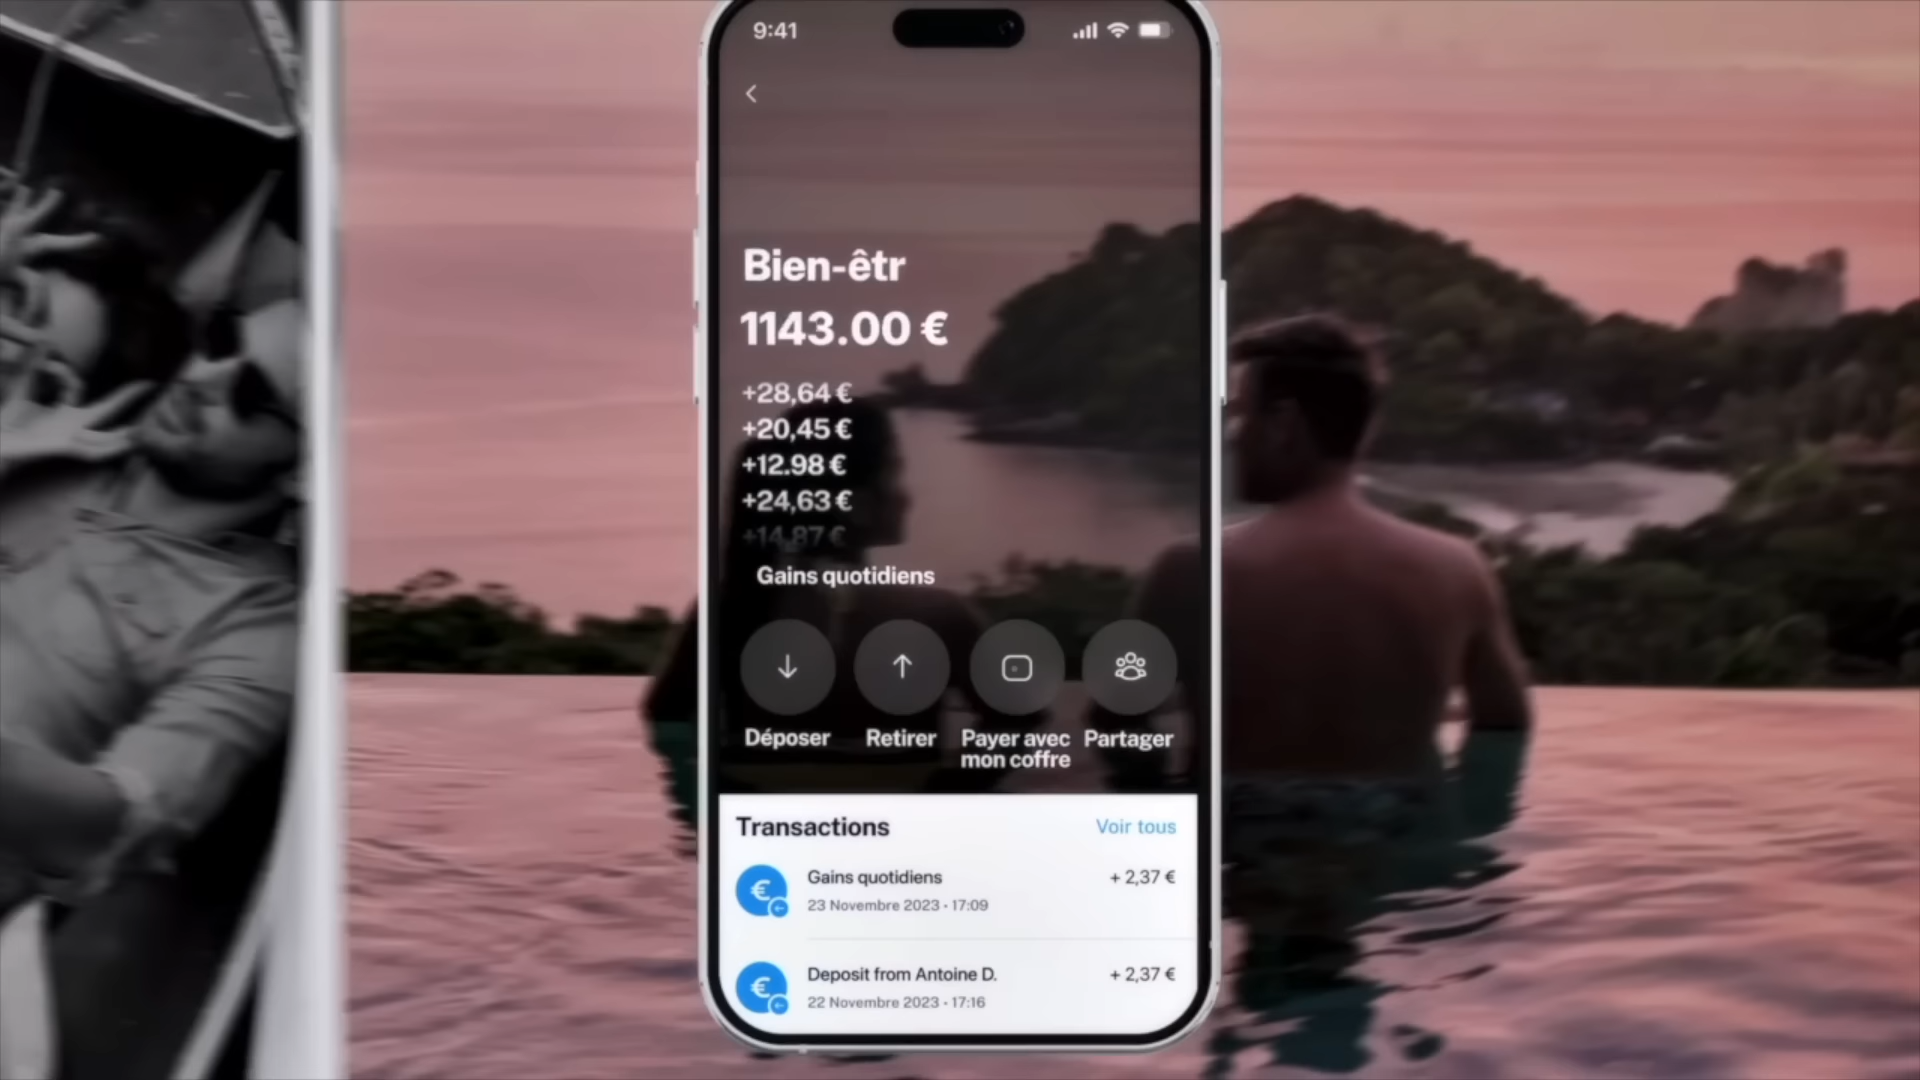 9:41
Bien-êtr
1143.00 €
+28,64 €
+20,45 €
+12.98 €
+24,63 €
+14,87 €
Gains quotidiens
Déposer Retirer Payer avec mon coffre Partager
Transactions Voir tous
Gains quotidiens + 2,37 €
23 Novembre 2023 • 17:09
Deposit from Antoine D. + 2,37 €
22 Novembre 2023 • 17:16